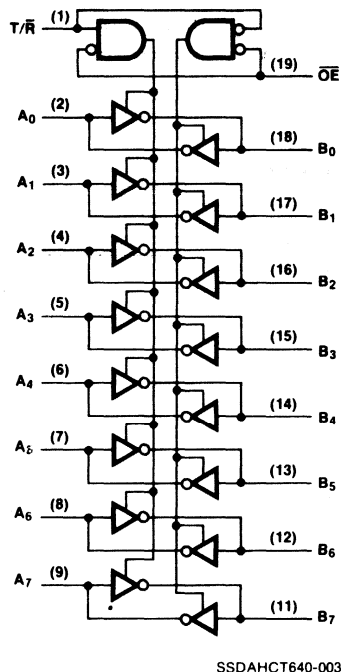 T/R̅ (1)
(19) O̅E̅
A0 (2)
(18) B0
A1 (3)
(17) B1
A2 (4)
(16) B2
A3 (5)
(15) B3
A4 (6)
(14) B4
A5 (7)
(13) B5
A6 (8)
(12) B6
A7 (9)
(11) B7
SSDAHCT640-003